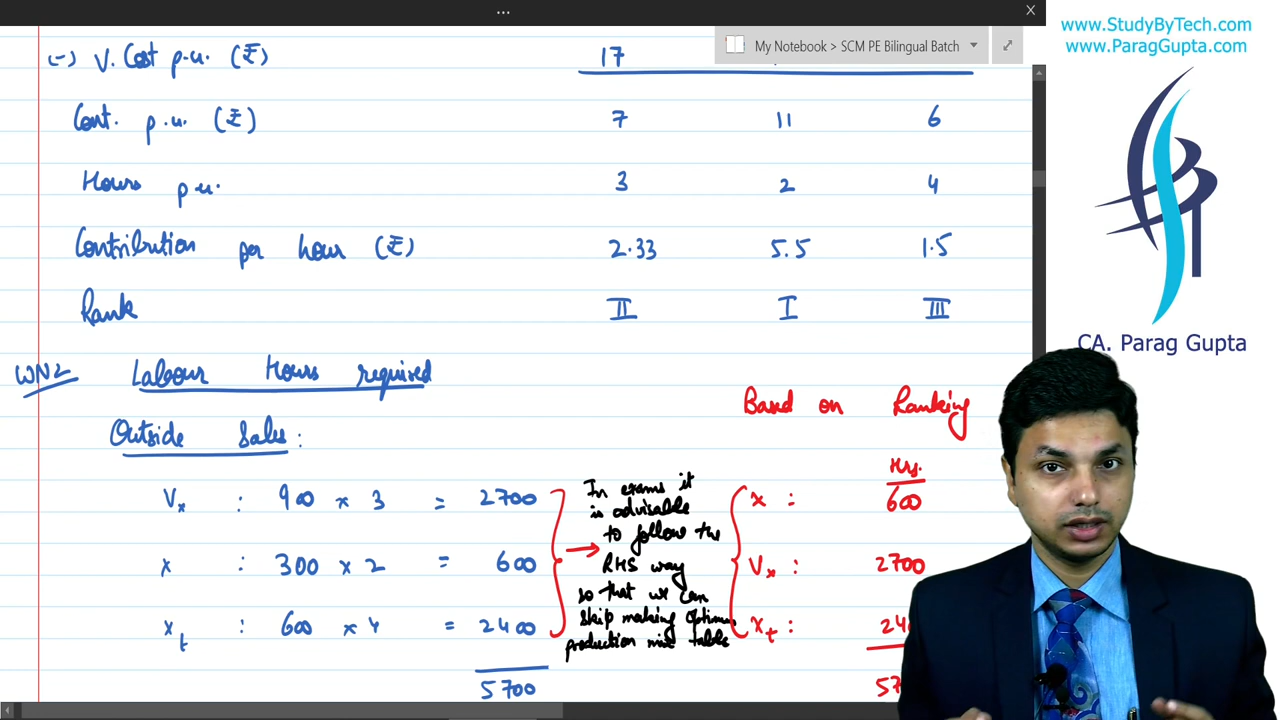 ...
www.StudyByTech.com
www.ParagGupta.com
My Notebook > SCM PE Bilingual Batch
(-) V. Cost p.u. (₹) 17
Cont. p.u. (₹) 7 11 6
Hours p.u. 3 2 4
Contribution per hour (₹) 2.33 5.5 1.5
Rank II I III
CA. Parag Gupta
WN2 Labour Hours required
Based on Ranking
Outside Sales:
Hrs.
Vx : 900 x 3 = 2700
x : 300 x 2 = 600
xt : 600 x 4 = 2400
5700
In exams it
is advisable
to follow the
RHS way
so that we can
skip making optimum
production mix table
x : 600
Vx : 2700
xt : 24
57